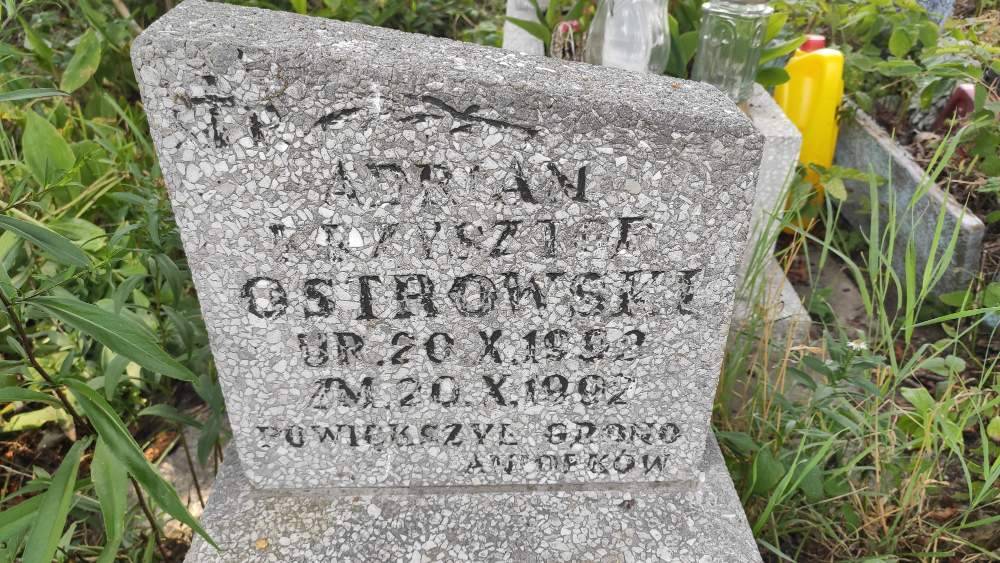 ADRIAN
KRZYSZTOF
OSTROWSKI
UR.20.X.1992
ZM.20.X.1992
POWIĘKSZYŁ GRONO
ANIOŁKÓW